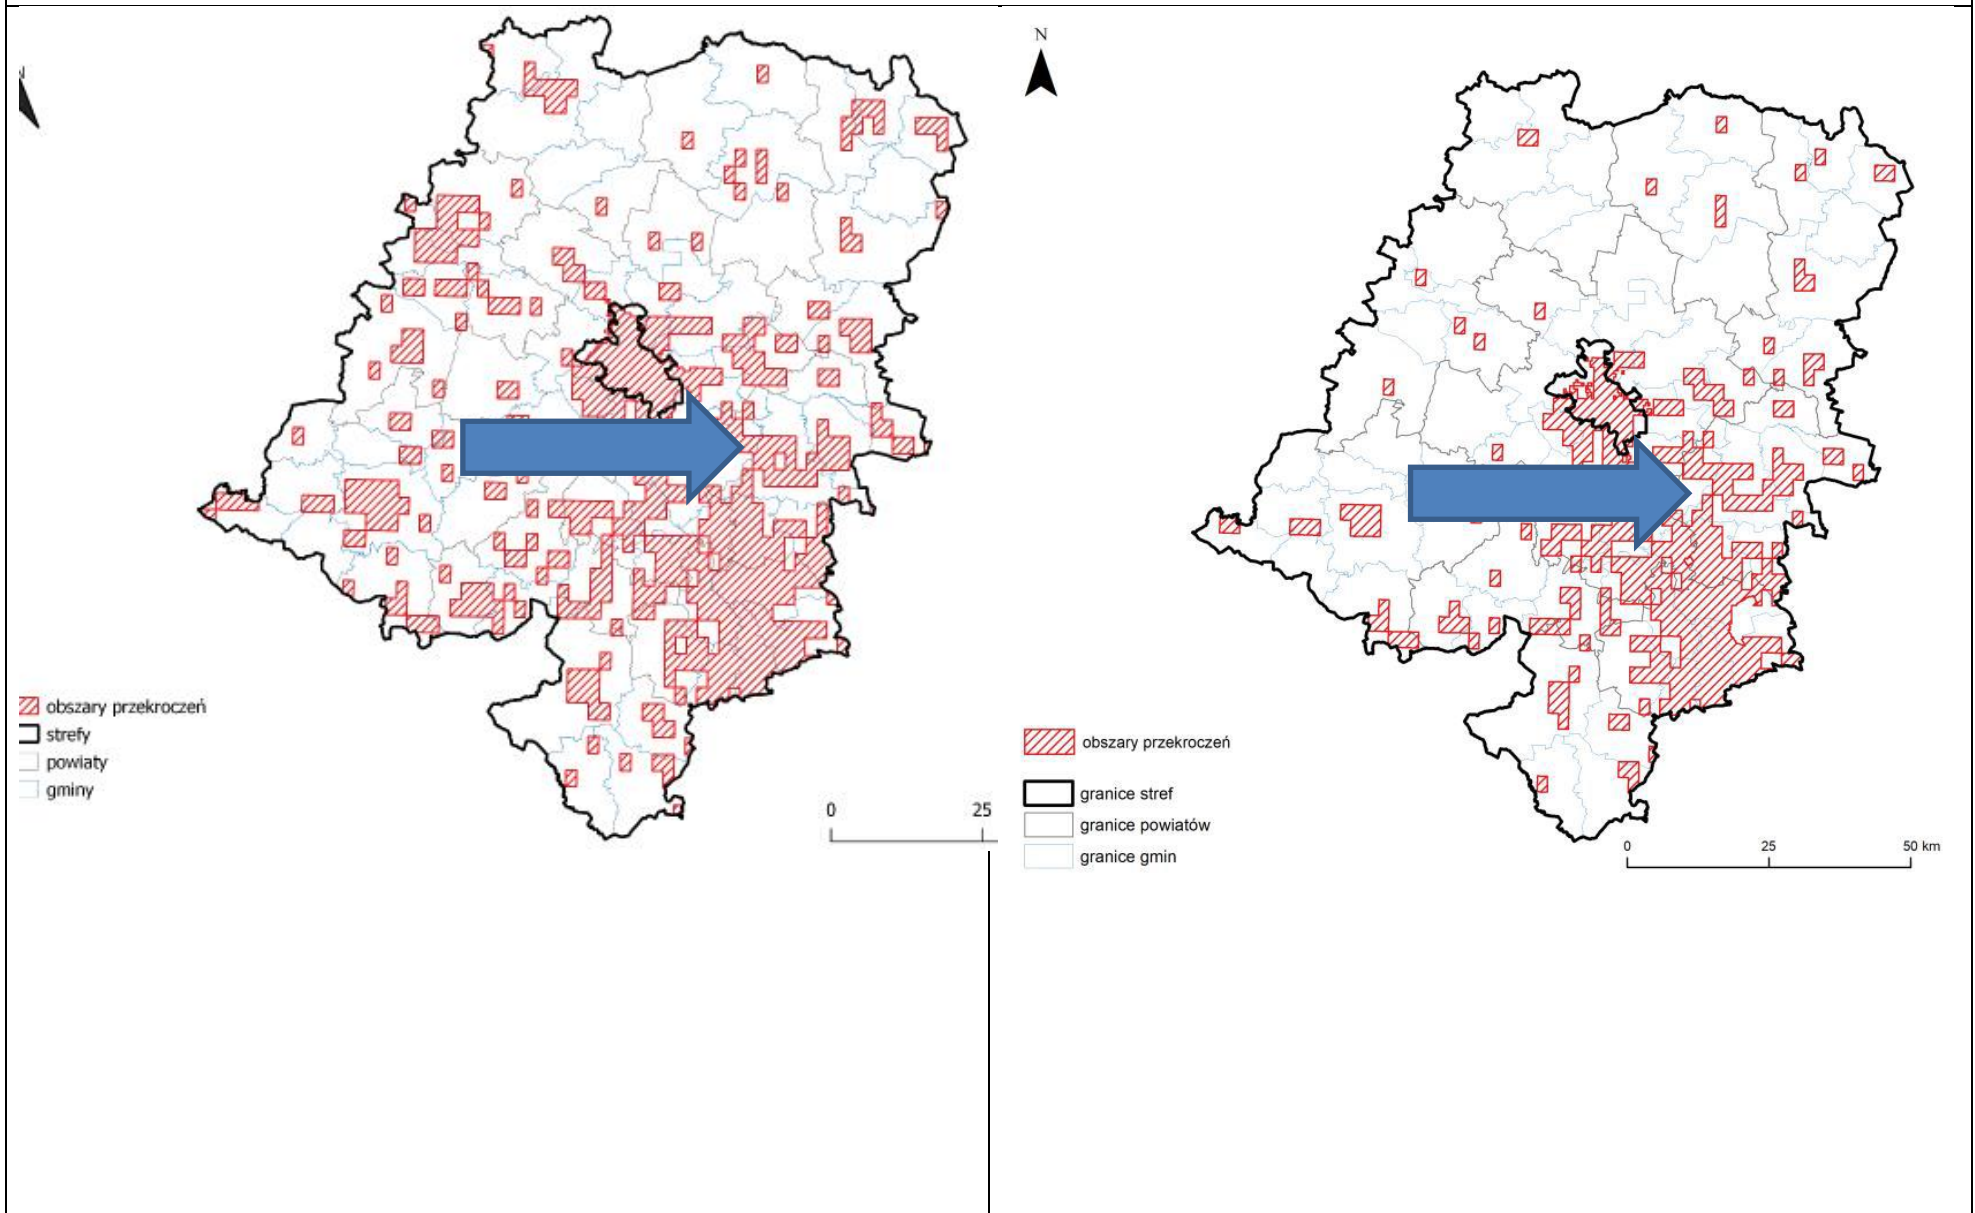 N
obszary przekroczeń
strefy
powiaty
gminy
0 25
N
obszary przekroczeń
granice stref
granice powiatów
granice gmin
0 25 50 km